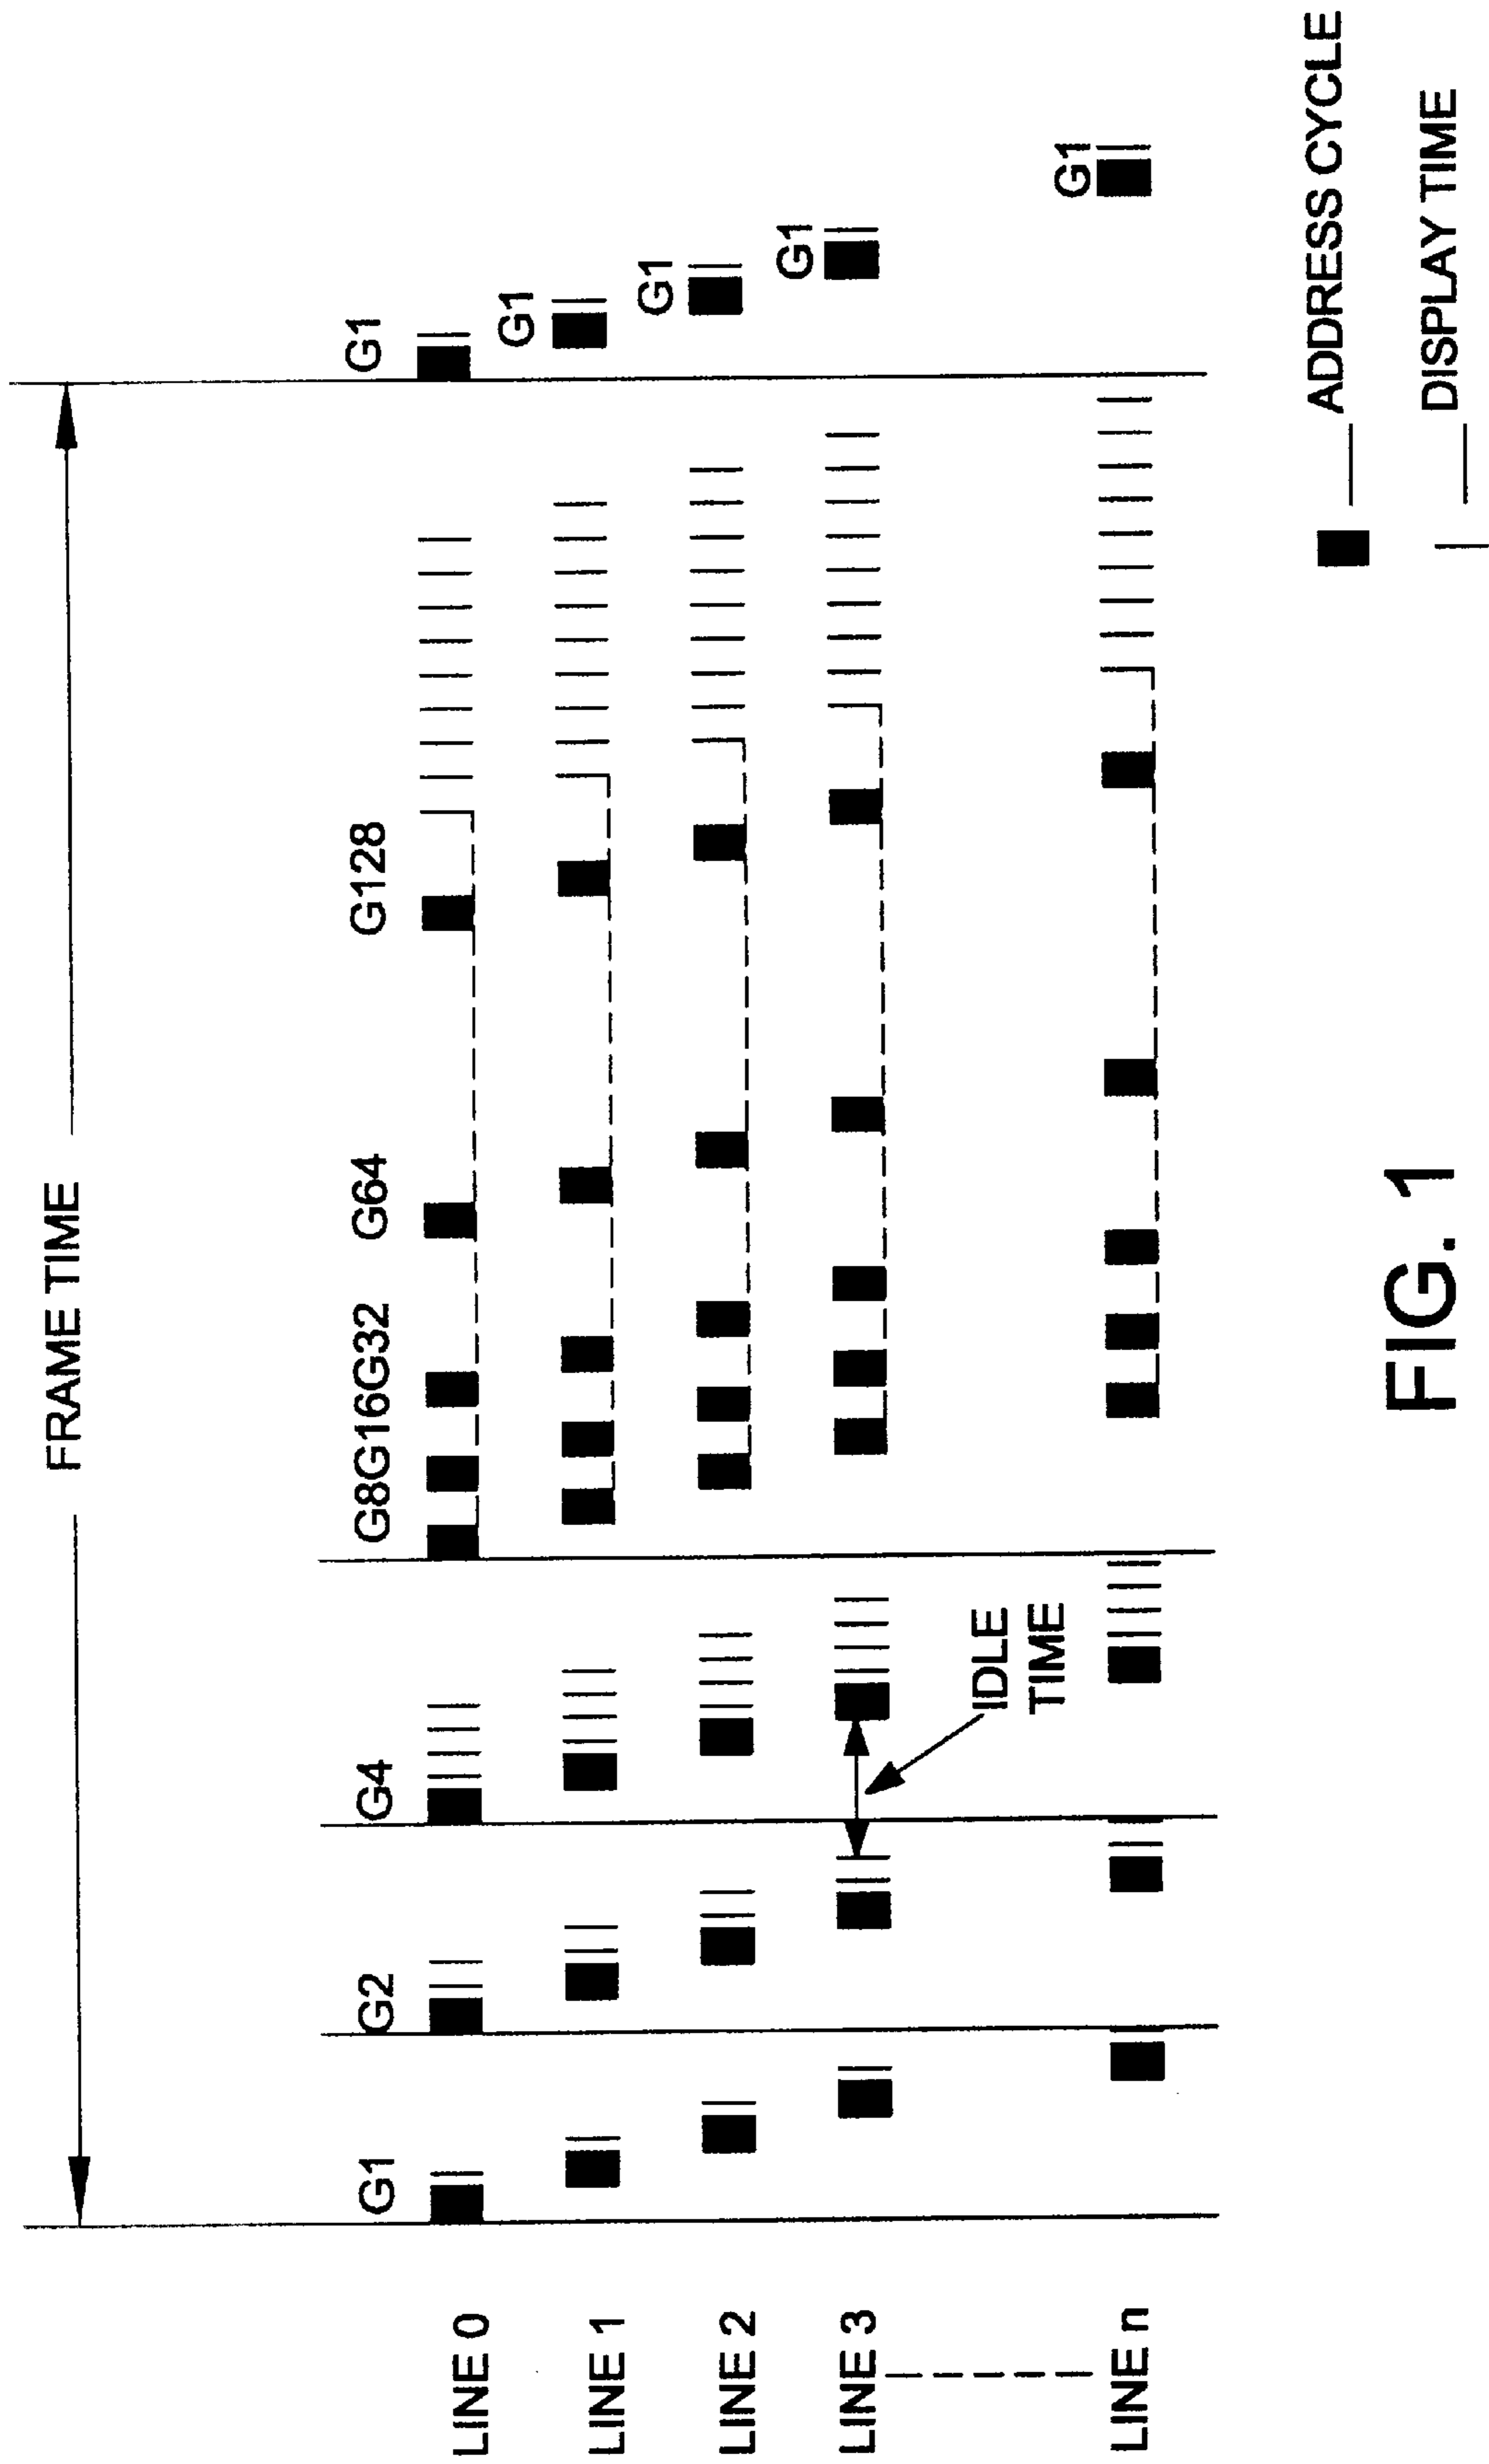 FRAME TIME
G1
G2
G4
G8G16G32
G64
G128
G1
LINE 0
G1
LINE 1
G1
LINE 2
G1
LINE 3
IDLE
TIME
G1
LINE n
ADDRESS CYCLE
DISPLAY TIME
FIG. 1